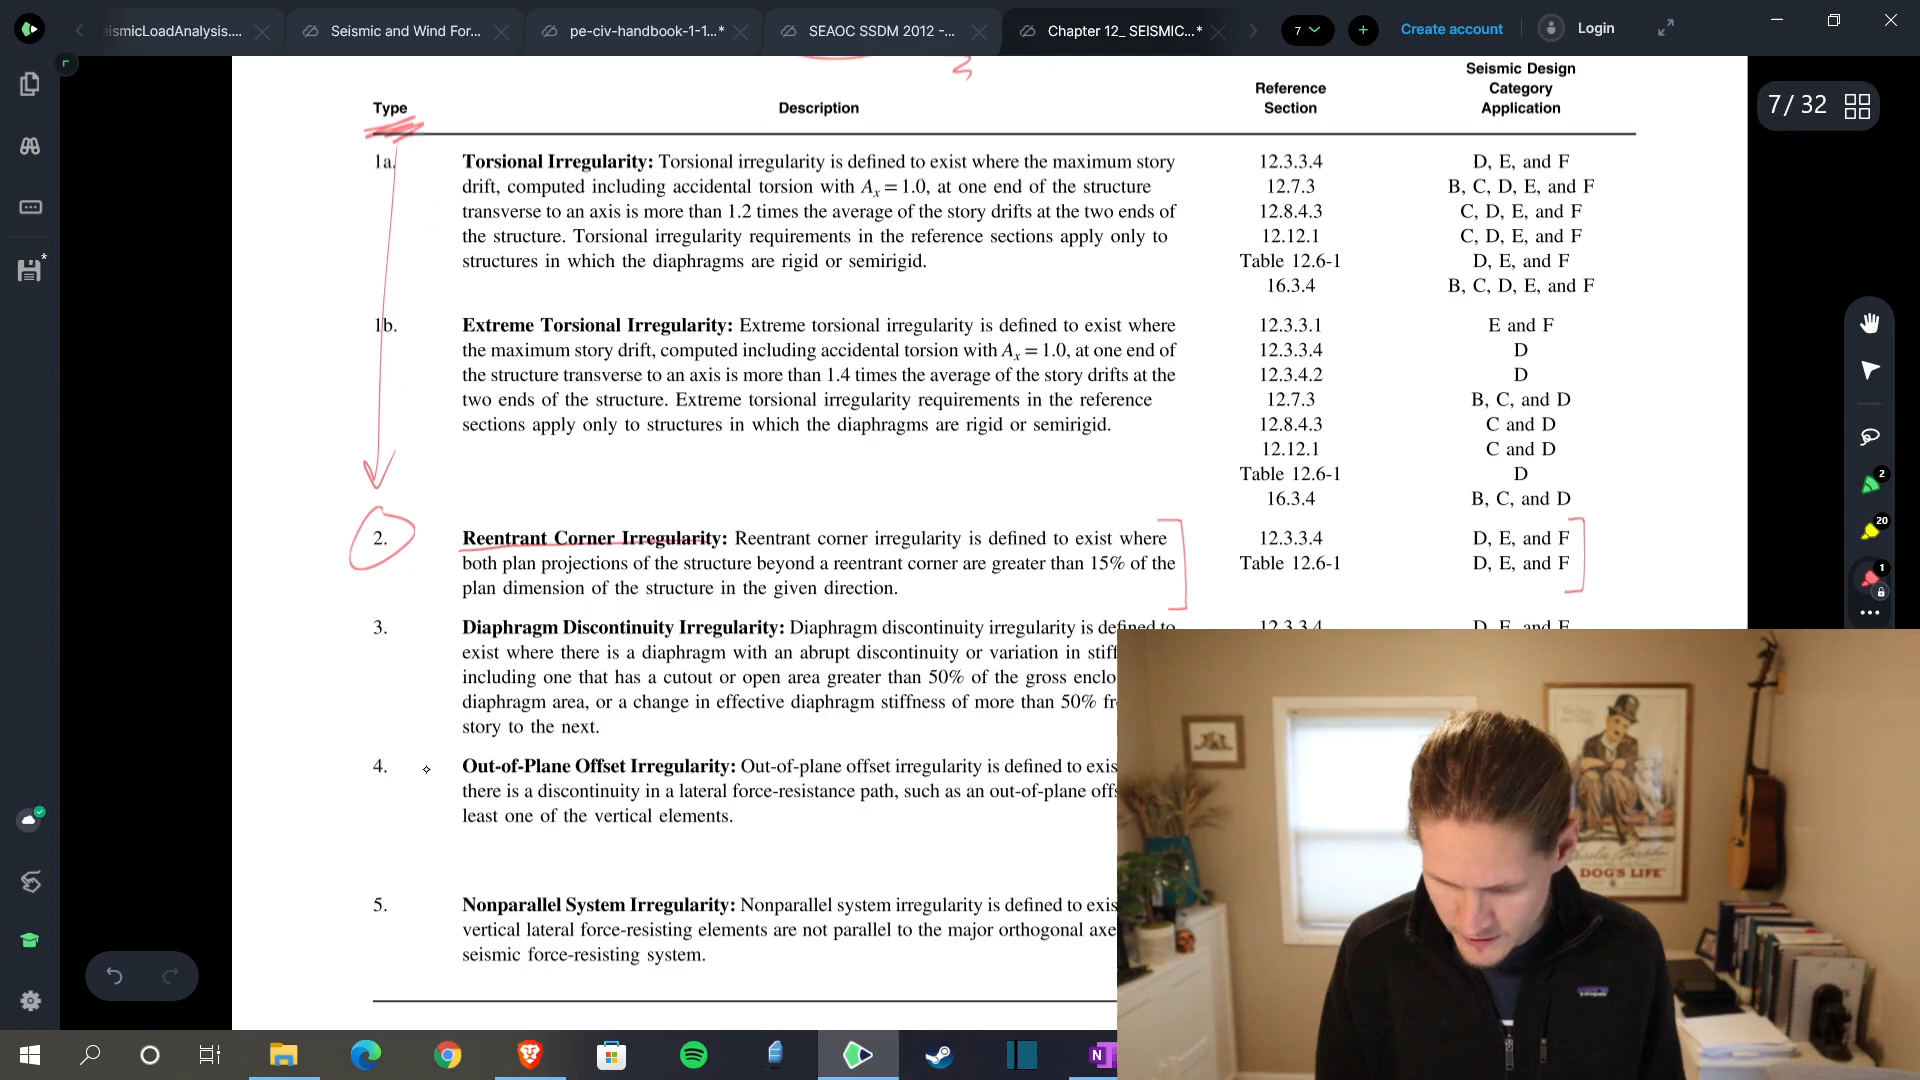 eismicLoadAnalysis....
Seismic and Wind For...
pe-civ-handbook-1-1...*
SEAOC SSDM 2012 -...
Chapter 12_ SEISMIC...*
7
Create account
Login
7/ 32
Type
Description
Reference
Section
Seismic Design
Category
Application
1a.
Torsional Irregularity: Torsional irregularity is defined to exist where the maximum story
drift, computed including accidental torsion with Ax = 1.0, at one end of the structure
transverse to an axis is more than 1.2 times the average of the story drifts at the two ends of
the structure. Torsional irregularity requirements in the reference sections apply only to
structures in which the diaphragms are rigid or semirigid.
12.3.3.4 D, E, and F
12.7.3 B, C, D, E, and F
12.8.4.3 C, D, E, and F
12.12.1 C, D, E, and F
Table 12.6-1 D, E, and F
16.3.4 B, C, D, E, and F
1b.
Extreme Torsional Irregularity: Extreme torsional irregularity is defined to exist where
the maximum story drift, computed including accidental torsion with Ax = 1.0, at one end of
the structure transverse to an axis is more than 1.4 times the average of the story drifts at the
two ends of the structure. Extreme torsional irregularity requirements in the reference
sections apply only to structures in which the diaphragms are rigid or semirigid.
12.3.3.1 E and F
12.3.3.4 D
12.3.4.2 D
12.7.3 B, C, and D
12.8.4.3 C and D
12.12.1 C and D
Table 12.6-1 D
16.3.4 B, C, and D
2.
Reentrant Corner Irregularity: Reentrant corner irregularity is defined to exist where
both plan projections of the structure beyond a reentrant corner are greater than 15% of the
plan dimension of the structure in the given direction.
12.3.3.4 D, E, and F
Table 12.6-1 D, E, and F
3.
Diaphragm Discontinuity Irregularity: Diaphragm discontinuity irregularity is defined to
exist where there is a diaphragm with an abrupt discontinuity or variation in stiff
including one that has a cutout or open area greater than 50% of the gross enclo
diaphragm area, or a change in effective diaphragm stiffness of more than 50% fr
story to the next.
12.3.3.4 D, E, and F
4.
Out-of-Plane Offset Irregularity: Out-of-plane offset irregularity is defined to exis
there is a discontinuity in a lateral force-resistance path, such as an out-of-plane offs
least one of the vertical elements.
5.
Nonparallel System Irregularity: Nonparallel system irregularity is defined to exis
vertical lateral force-resisting elements are not parallel to the major orthogonal axe
seismic force-resisting system.
2
20
1
DOG'S LIFE
patagonia
N